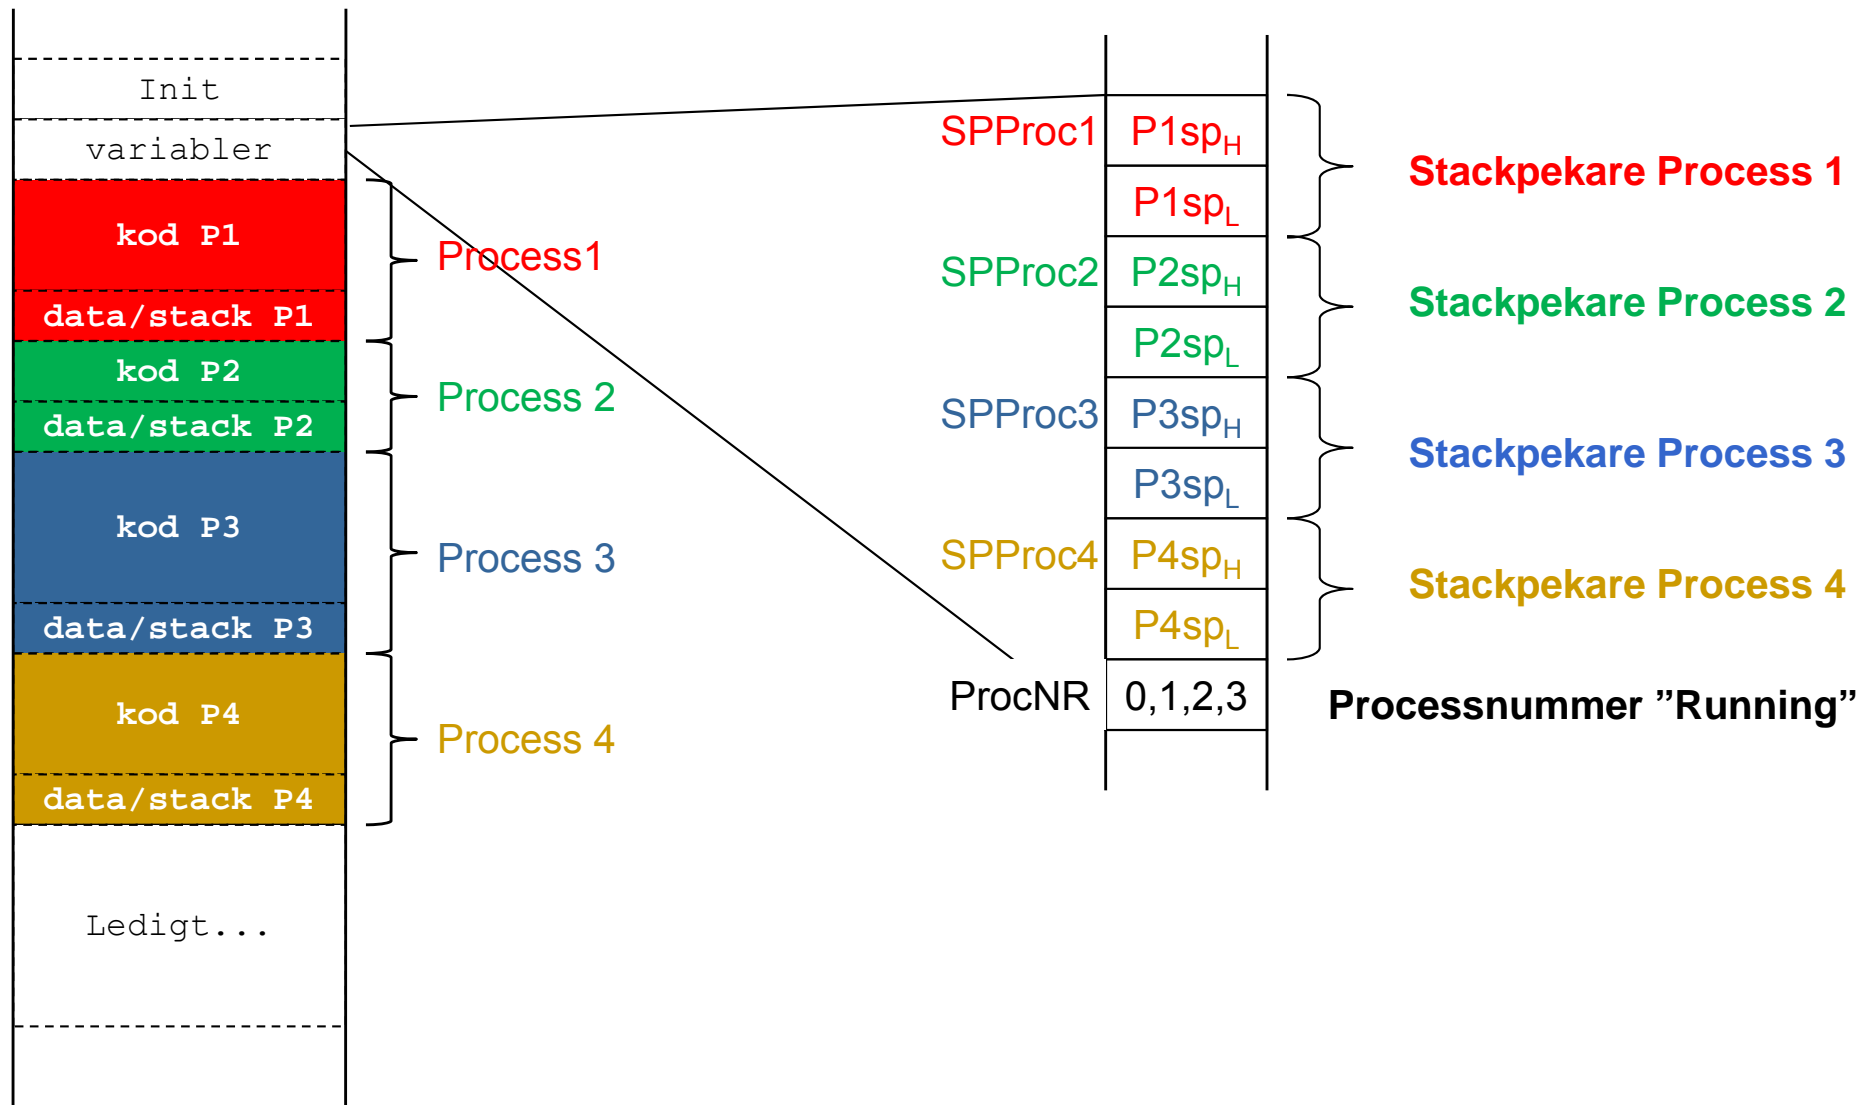 Init
variabler
kod P1
data/stack P1
kod P2
data/stack P2
kod P3
data/stack P3
kod P4
data/stack P4
Ledigt...
Process1
Process 2
Process 3
Process 4
SPProc1 P1spH
P1spL
SPProc2 P2spH
P2spL
SPProc3 P3spH
P3spL
SPProc4 P4spH
P4spL
ProcNR 0,1,2,3
Stackpekare Process 1
Stackpekare Process 2
Stackpekare Process 3
Stackpekare Process 4
Processnummer ”Running”